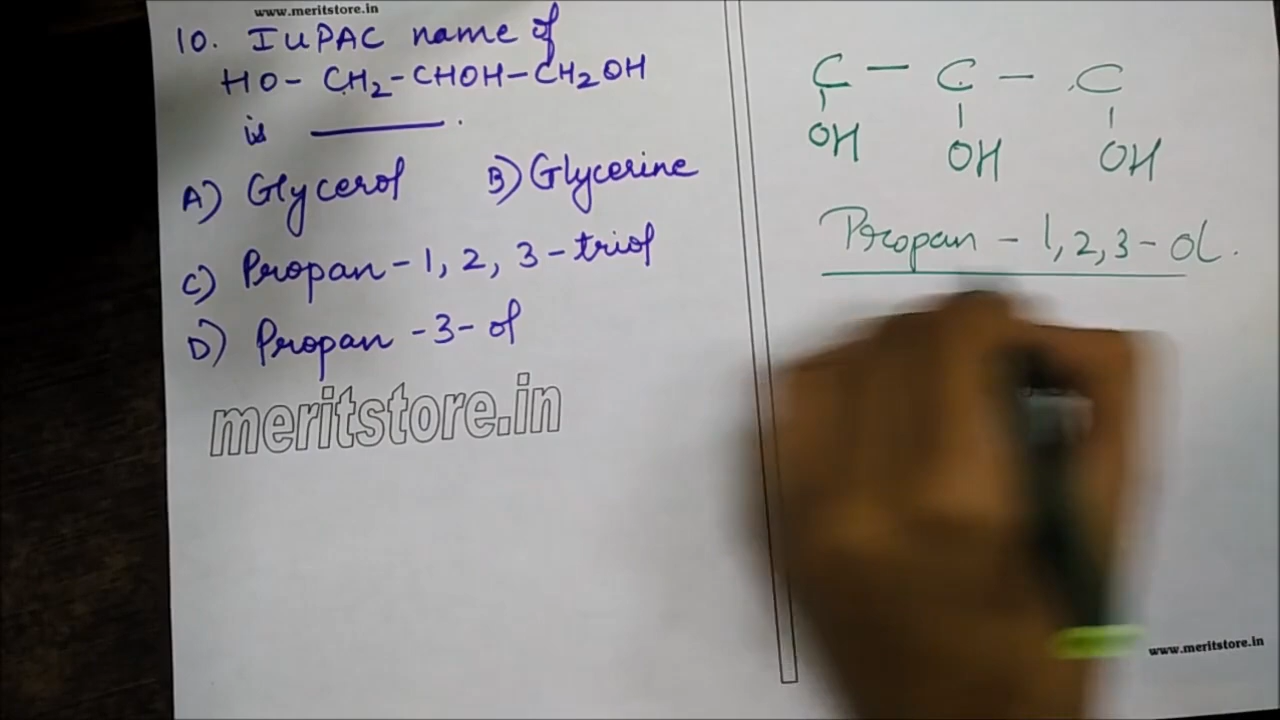 www.meritstore.in
10. IUPAC name of
HO- CH2-CHOH-CH2OH
is ______ .
A) Glycerol B) Glycerine
C) Propan-1, 2, 3-triol
D) Propan -3-ol
meritstore.in
C — C — C
OH OH OH
Propan - 1,2,3-ol.
www.meritstore.in